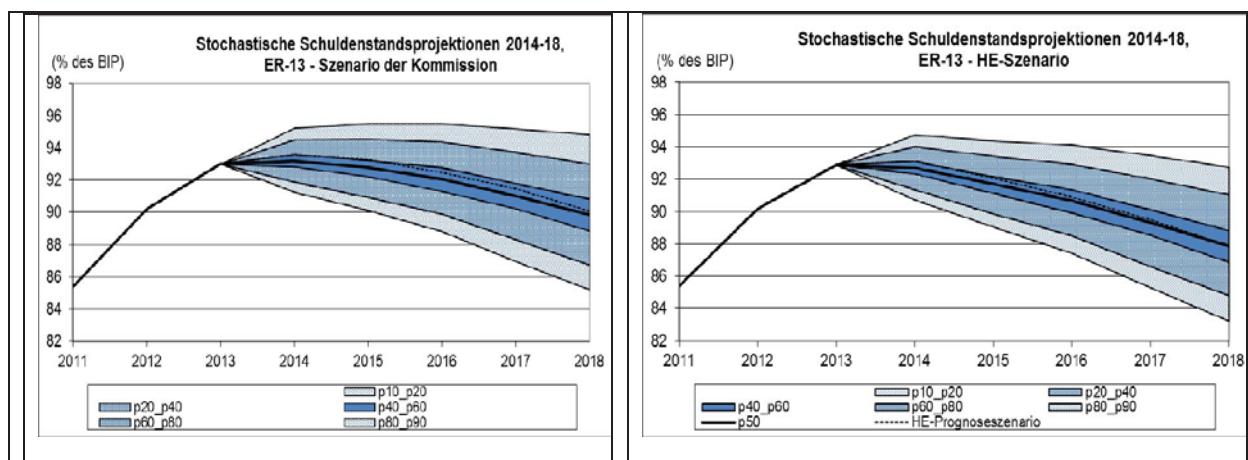 Stochastische Schuldenstandsprojektionen 2014-18,
ER-13 - Szenario der Kommission
(% des BIP)
98
96
94
92
90
88
86
84
82
2011 2012 2013 2014 2015 2016 2017 2018
p10_p20
p20_p40 p40_p60
p60_p80 p80_p90
Stochastische Schuldenstandsprojektionen 2014-18,
ER-13 - HE-Szenario
(% des BIP)
98
96
94
92
90
88
86
84
82
2011 2012 2013 2014 2015 2016 2017 2018
p10_p20 p20_p40
p40_p60 p60_p80 p80_p90
p50 HE-Prognoseszenario